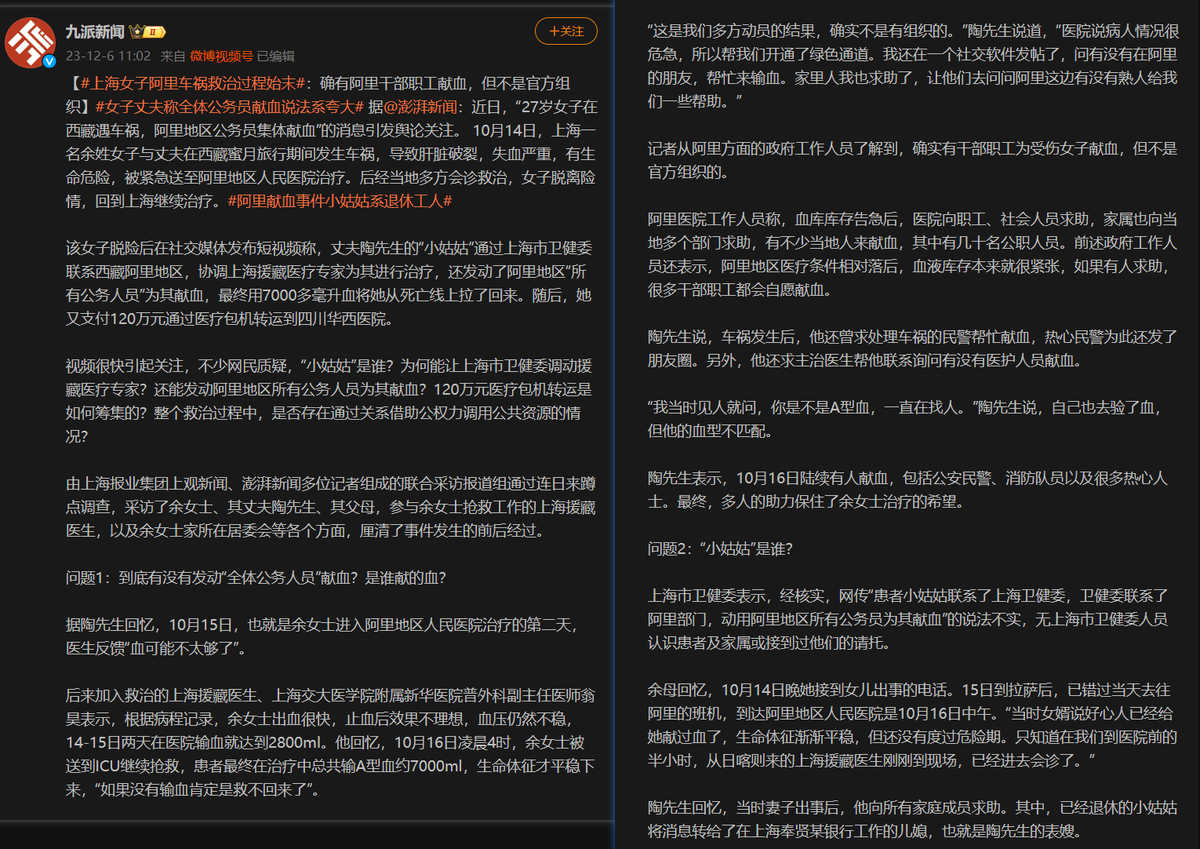 九派新闻
II
+关注
23-12-6 11:02 来自 微博视频号 已编辑
【#上海女子阿里车祸救治过程始末#：确有阿里干部职工献血，但不是官方组
织】#女子丈夫称全体公务员献血说法系夸大# 据@澎湃新闻：近日，“27岁女子在
西藏遇车祸，阿里地区公务员集体献血”的消息引发舆论关注。 10月14日，上海一
名余姓女子与丈夫在西藏蜜月旅行期间发生车祸，导致肝脏破裂，失血严重，有生
命危险，被紧急送至阿里地区人民医院治疗。后经当地多方会诊救治，女子脱离险
情，回到上海继续治疗。#阿里献血事件小姑姑系退休工人#
该女子脱险后在社交媒体发布短视频称，丈夫陶先生的“小姑姑”通过上海市卫健委
联系西藏阿里地区，协调上海援藏医疗专家为其进行治疗，还发动了阿里地区“所
有公务人员”为其献血，最终用7000多毫升血将她从死亡线上拉了回来。随后，她
又支付120万元通过医疗包机转运到四川华西医院。
视频很快引起关注，不少网民质疑，“小姑姑”是谁？为何能让上海市卫健委调动援
藏医疗专家？还能发动阿里地区所有公务人员为其献血？120万元医疗包机转运是
如何筹集的？整个救治过程中，是否存在通过关系借助公权力调用公共资源的情
况？
由上海报业集团上观新闻、澎湃新闻多位记者组成的联合采访报道组通过连日来蹲
点调查，采访了余女士、其丈夫陶先生、其父母，参与余女士抢救工作的上海援藏
医生，以及余女士家所在居委会等各个方面，厘清了事件发生的前后经过。
问题1：到底有没有发动“全体公务人员”献血？是谁献的血？
据陶先生回忆，10月15日，也就是余女士进入阿里地区人民医院治疗的第二天，
医生反馈“血可能不太够了”。
后来加入救治的上海援藏医生、上海交大医学院附属新华医院普外科副主任医师翁
昊表示，根据病程记录，余女士出血很快，止血后效果不理想，血压仍然不稳，
14-15日两天在医院输血就达到2800ml。他回忆，10月16日凌晨4时，余女士被
送到ICU继续抢救，患者最终在治疗中总共输A型血约7000ml，生命体征才平稳下
来，“如果没有输血肯定是救不回来了”。
“这是我们多方动员的结果，确实不是有组织的。”陶先生说道，“医院说病人情况很
危急，所以帮我们开通了绿色通道。我还在一个社交软件发帖了，问有没有在阿里
的朋友，帮忙来输血。家里人我也求助了，让他们去问问阿里这边有没有熟人给我
们一些帮助。”
记者从阿里方面的政府工作人员了解到，确实有干部职工为受伤女子献血，但不是
官方组织的。
阿里医院工作人员称，血库库存告急后，医院向职工、社会人员求助，家属也向当
地多个部门求助，有不少当地人来献血，其中有几十名公职人员。前述政府工作人
员还表示，阿里地区医疗条件相对落后，血液库存本来就很紧张，如果有人求助，
很多干部职工都会自愿献血。
陶先生说，车祸发生后，他还曾求处理车祸的民警帮忙献血，热心民警为此还发了
朋友圈。另外，他还求主治医生帮他联系询问有没有医护人员献血。
“我当时见人就问，你是不是A型血，一直在找人。”陶先生说，自己也去验了血，
但他的血型不匹配。
陶先生表示，10月16日陆续有人献血，包括公安民警、消防队员以及很多热心人
士。最终，多人的助力保住了余女士治疗的希望。
问题2：“小姑姑”是谁？
上海市卫健委表示，经核实，网传“患者小姑姑联系了上海卫健委，卫健委联系了
阿里部门，动用阿里地区所有公务员为其献血”的说法不实，无上海市卫健委人员
认识患者及家属或接到过他们的请托。
余母回忆，10月14日晚她接到女儿出事的电话。15日到拉萨后，已错过当天去往
阿里的班机，到达阿里地区人民医院是10月16日中午。“当时女婿说好心人已经给
她献过血了，生命体征渐渐平稳，但还没有度过危险期。只知道在我们到医院前的
半小时，从日喀则来的上海援藏医生刚刚到现场，已经进去会诊了。”
陶先生回忆，当时妻子出事后，他向所有家庭成员求助。其中，已经退休的小姑姑
将消息转给了在上海奉贤某银行工作的儿媳，也就是陶先生的表嫂。